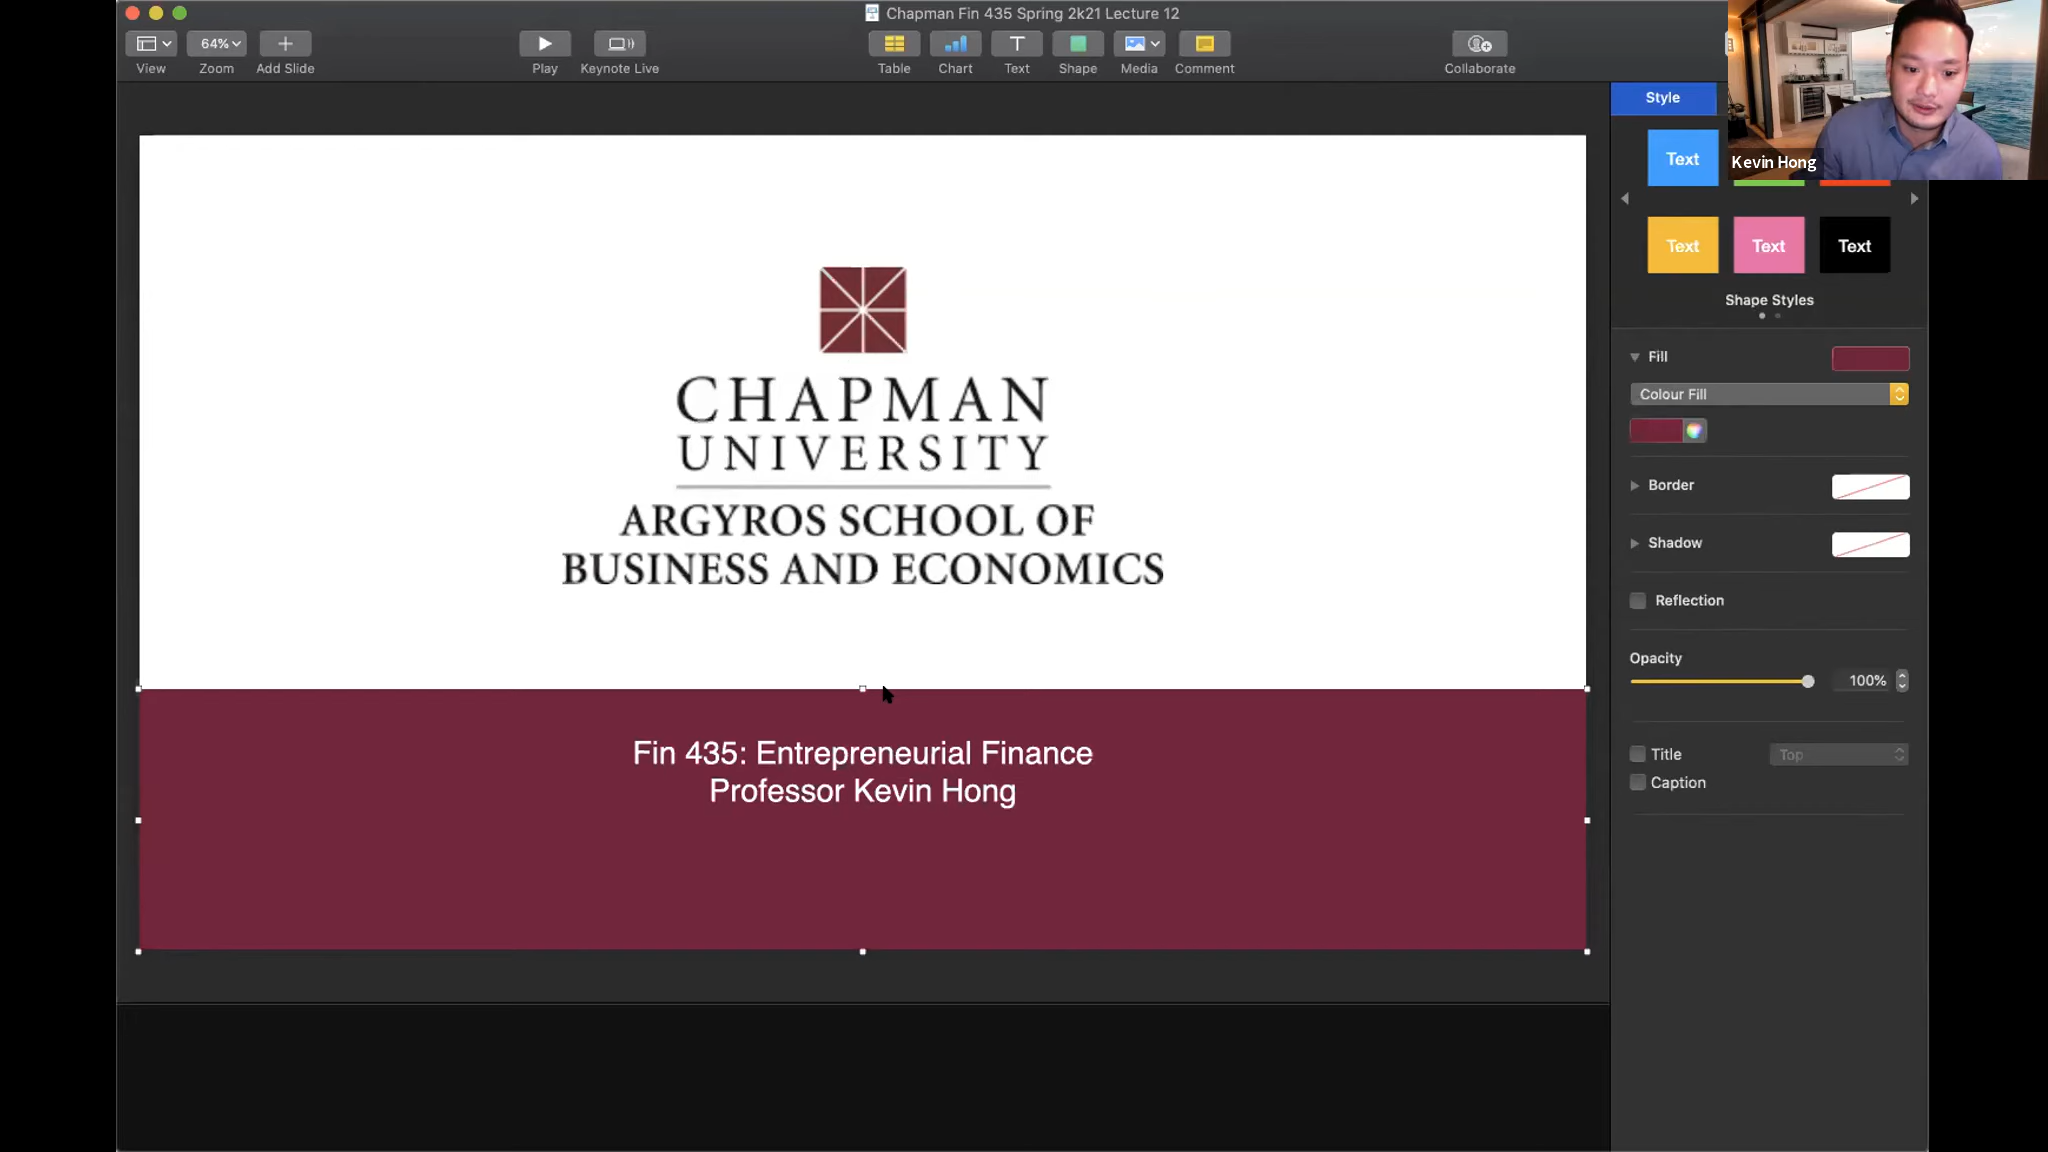 Chapman Fin 435 Spring 2k21 Lecture 12
64%
View
Zoom
Add Slide
Play
Keynote Live
Table
Chart
Text
Shape
Media
Comment
Collaborate
Style
Kevin Hong
Text
Text
Text
Text
Shape Styles
CHAPMAN
UNIVERSITY
ARGYROS SCHOOL OF
BUSINESS AND ECONOMICS
Fin 435: Entrepreneurial Finance
Professor Kevin Hong
Fill
Colour Fill
Border
Shadow
Reflection
Opacity
100%
Title
Top
Caption